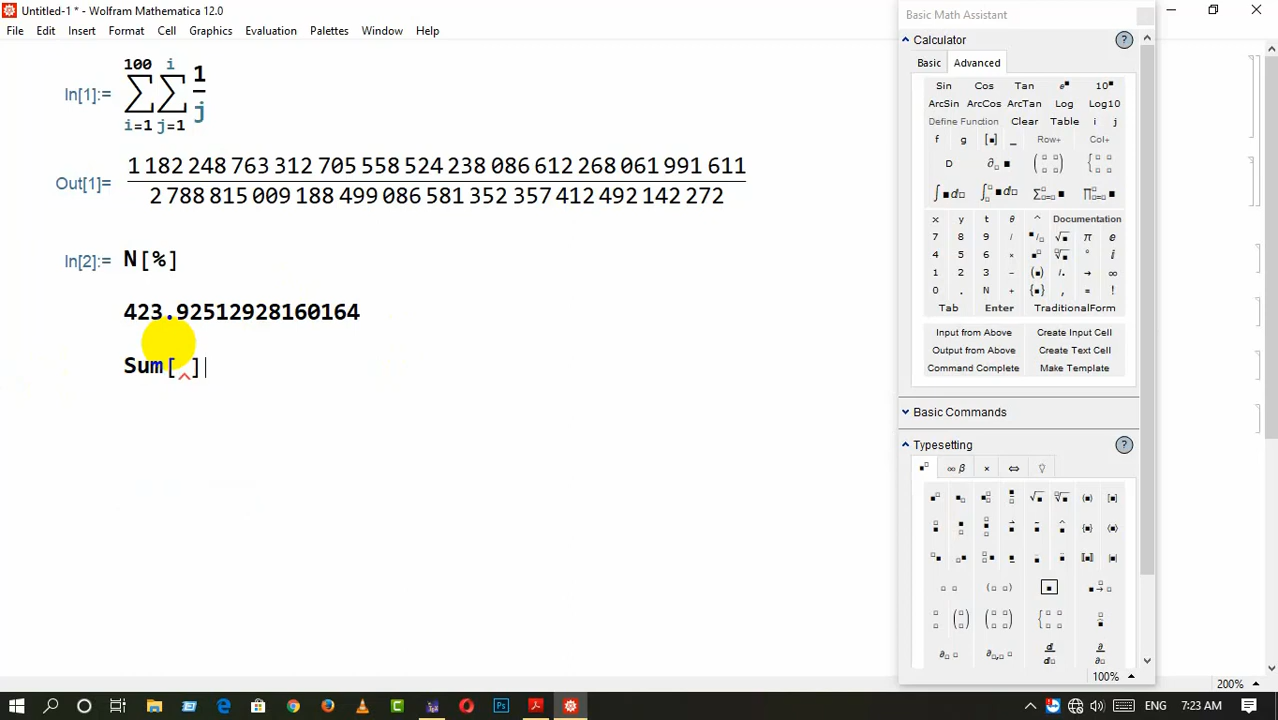 Untitled-1 * - Wolfram Mathematica 12.0
File Edit Insert Format Cell Graphics Evaluation Palettes Window Help
100 i
In[1]:= ∑ ∑ 1/j
i=1 j=1
Out[1]= 1 182 248 763 312 705 558 524 238 086 612 268 061 991 611
2 788 815 009 188 499 086 581 352 357 412 492 142 272
In[2]:= N[%]
423.92512928160164
Sum[ ]
Basic Math Assistant
Calculator ?
Basic Advanced
Sin Cos Tan e■ 10■
ArcSin ArcCos ArcTan Log Log10
Define Function Clear Table i j
f g [■] _ Row+ Col+
D ∂□ ■
∫■d□ ∫■d□ ∑ ■ ∏ ■
x y t θ ^ Documentation
7 8 9 / ■/□ √■ π e
4 5 6 × ■□ □√■ ° i
1 2 3 − (■) /. → ∞
0 . N + {■} , = !
Tab Enter TraditionalForm
Input from Above Create Input Cell
Output from Above Create Text Cell
Command Complete Make Template
Basic Commands
Typesetting ?
■□ ∞ β × ⇔
100%
200%
ENG 7:23 AM